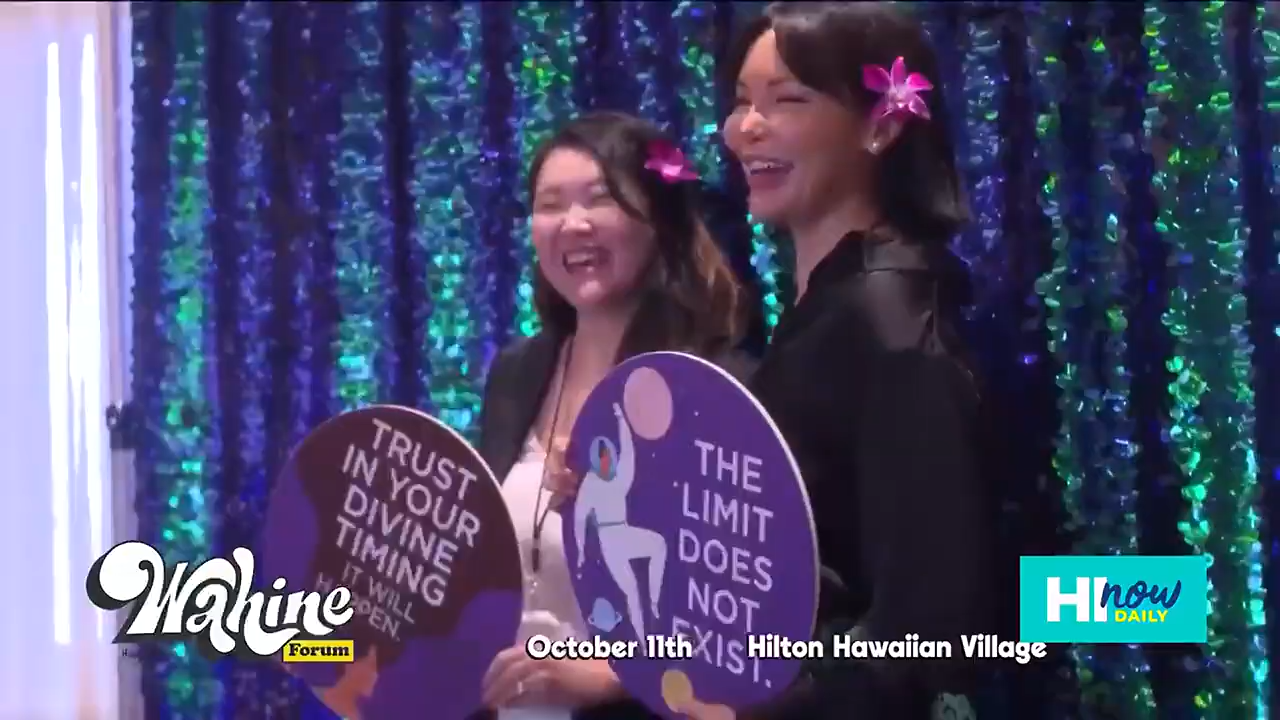 TRUST
IN YOUR
DIVINE
TIMING
IT WILL
HAPPEN.
THE
LIMIT
DOES
NOT
EXIST.
Wahine
Forum
October 11th Hilton Hawaiian Village
HI now
DAILY